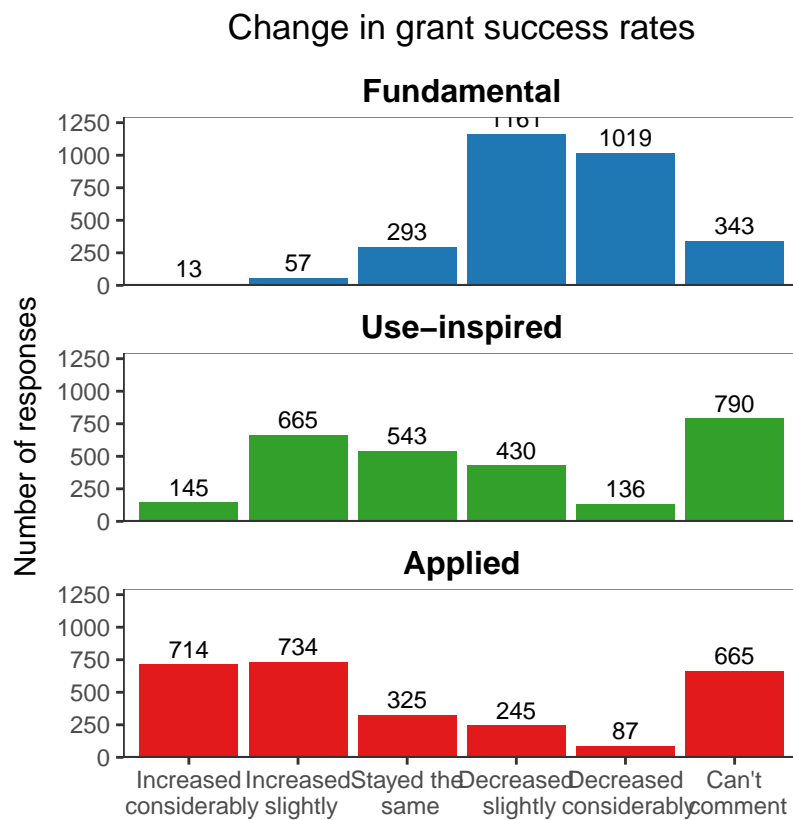 Change in grant success rates
Fundamental
1250
1000
750
500
250
0
13
57
293
1161
1019
343
Number of responses
Use−inspired
1250
1000
750
500
250
0
145
665
543
430
136
790
Applied
1250
1000
750
500
250
0
714
734
325
245
87
665
Increased
considerably
Increased
slightly
Stayed the
same
Decreased
slightly
Decreased
considerably
Can't
comment